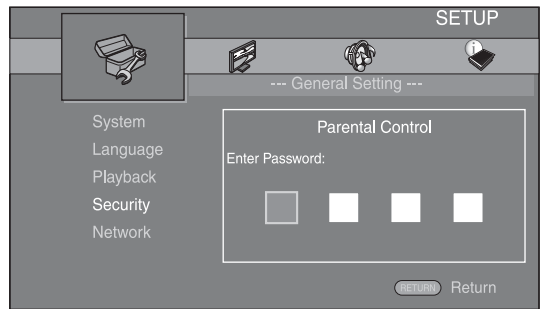 SETUP
--- General Setting ---
System
Language
Playback
Security
Network
Parental Control
Enter Password:
RETURN Return